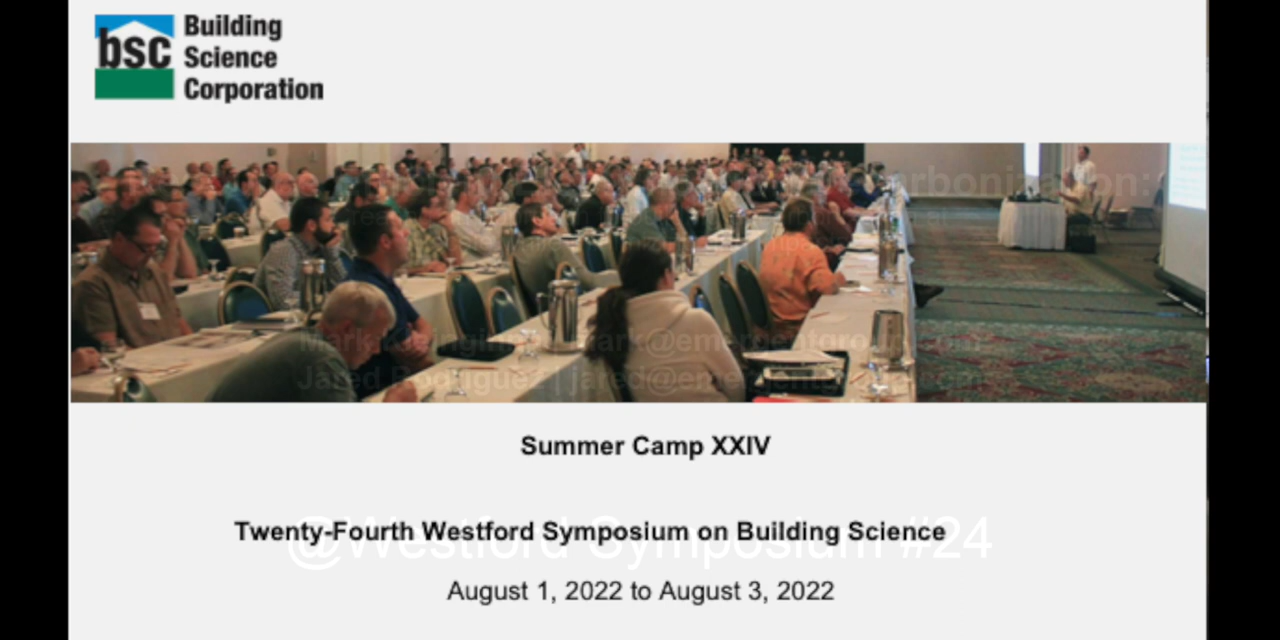 bsc
Building
Science
Corporation
Summer Camp XXIV
Twenty-Fourth Westford Symposium on Building Science
@Westford Symposium #24
August 1, 2022 to August 3, 2022